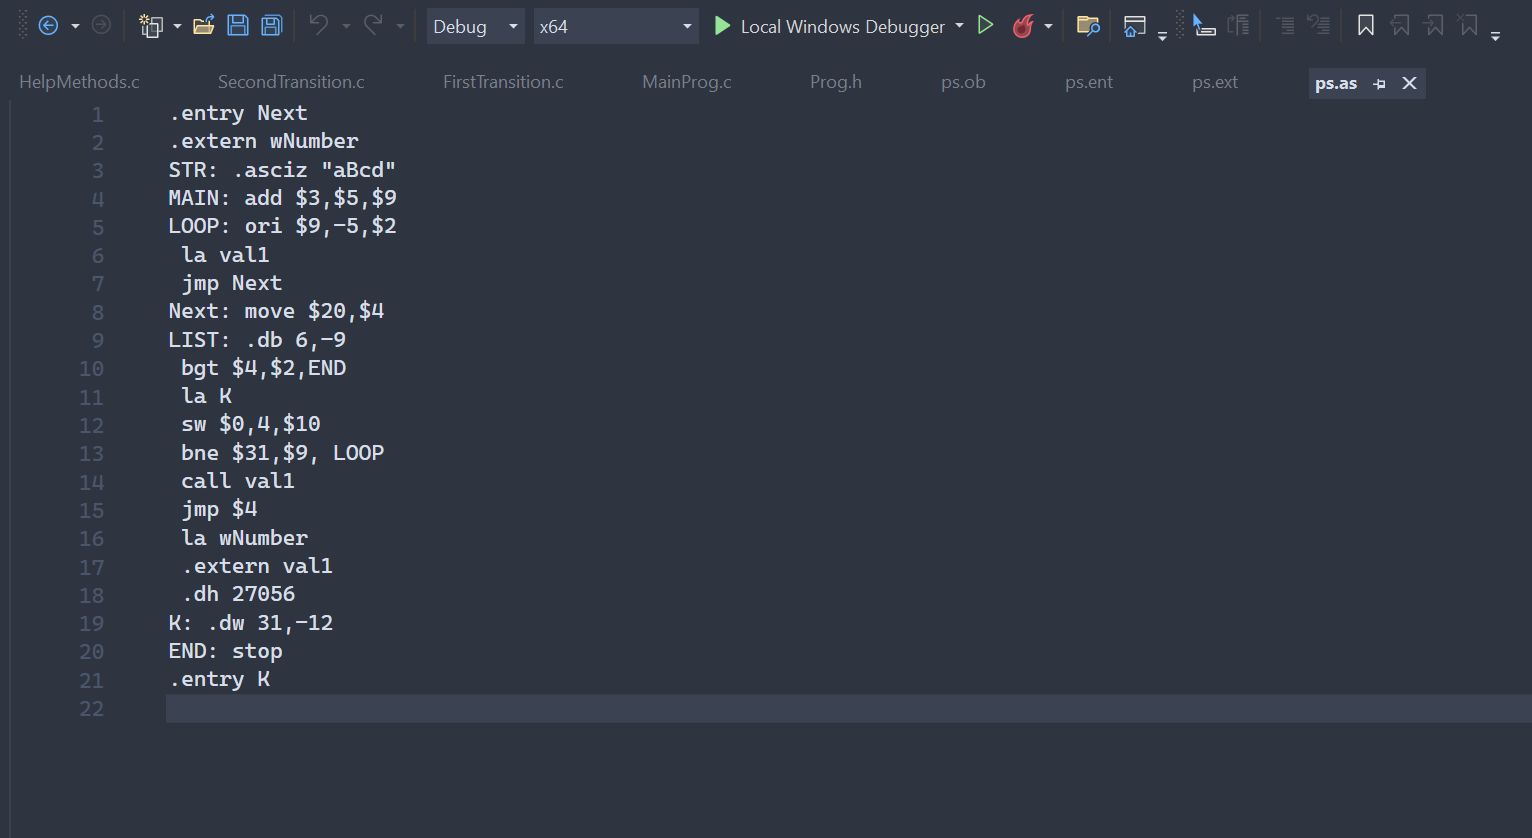 Debug x64 Local Windows Debugger
HelpMethods.c SecondTransition.c FirstTransition.c MainProg.c Prog.h ps.ob ps.ent ps.ext ps.as
1 .entry Next
2 .extern wNumber
3 STR: .asciz "aBcd"
4 MAIN: add $3,$5,$9
5 LOOP: ori $9,-5,$2
6 la val1
7 jmp Next
8 Next: move $20,$4
9 LIST: .db 6,-9
10 bgt $4,$2,END
11 la K
12 sw $0,4,$10
13 bne $31,$9, LOOP
14 call val1
15 jmp $4
16 la wNumber
17 .extern val1
18 .dh 27056
19 K: .dw 31,-12
20 END: stop
21 .entry K
22